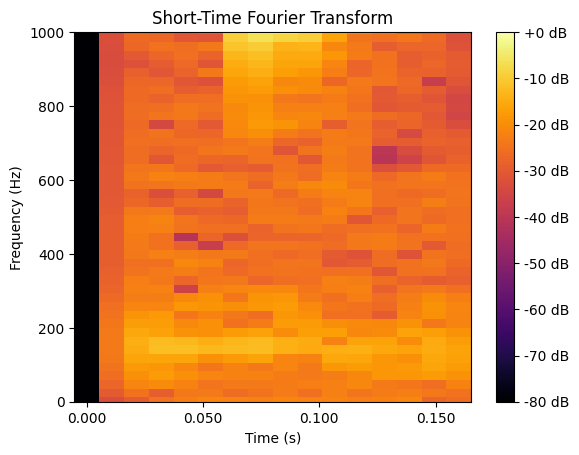 Short-Time Fourier Transform
1000
800
600
400
200
0
Frequency (Hz)
0.000
0.050
0.100
0.150
Time (s)
+0 dB
-10 dB
-20 dB
-30 dB
-40 dB
-50 dB
-60 dB
-70 dB
-80 dB